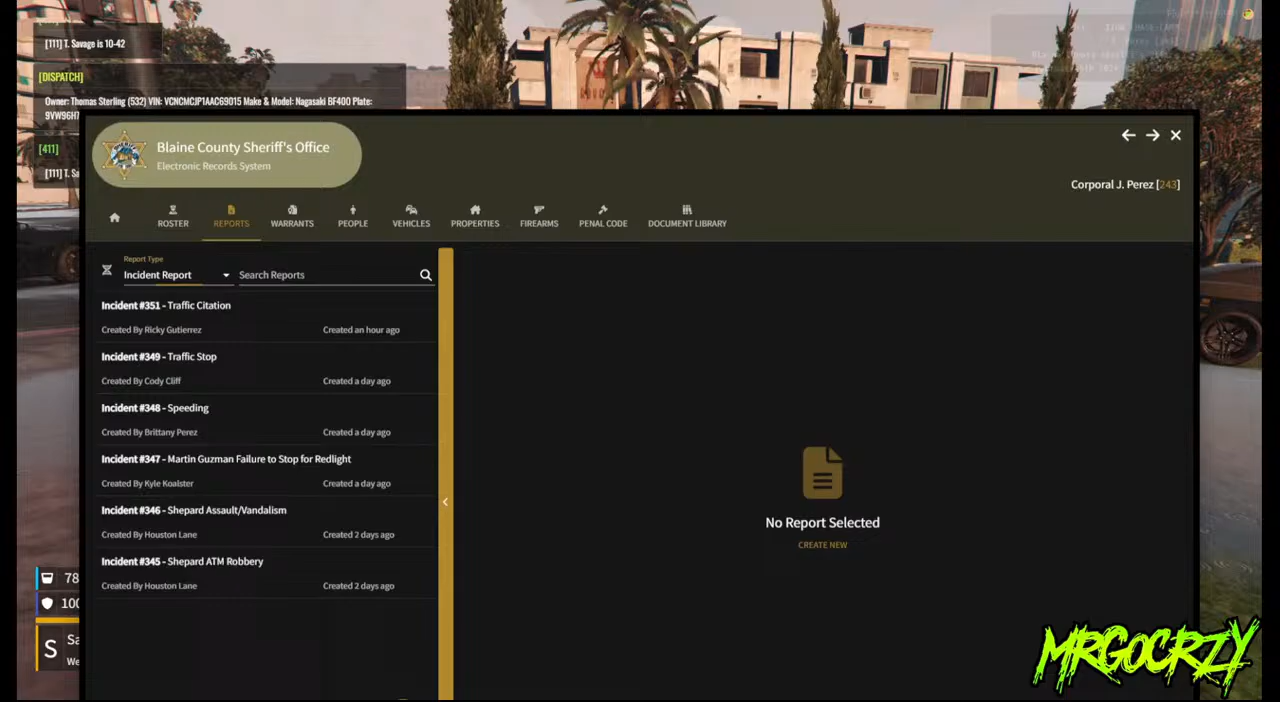 [111] T. Savage is 10-42
[DISPATCH]
Owner: Thomas Sterling (532) VIN: VCNCMCJP1AAC69015 Make & Model: Nagasaki BF400 Plate:
9VW96H7
[411]
[111] T. Sa
Blaine County Sheriff's Office
Electronic Records System
Corporal J. Perez [243]
ROSTER
REPORTS
WARRANTS
PEOPLE
VEHICLES
PROPERTIES
FIREARMS
PENAL CODE
DOCUMENT LIBRARY
Report Type
Incident Report
Search Reports
Incident #351 - Traffic Citation
Created By Ricky Gutierrez Created an hour ago
Incident #349 - Traffic Stop
Created By Cody Cliff Created a day ago
Incident #348 - Speeding
Created By Brittany Perez Created a day ago
Incident #347 - Martin Guzman Failure to Stop for Redlight
Created By Kyle Koalster Created a day ago
Incident #346 - Shepard Assault/Vandalism
Created By Houston Lane Created 2 days ago
Incident #345 - Shepard ATM Robbery
Created By Houston Lane Created 2 days ago
No Report Selected
CREATE NEW
78
100
S
Sa
We
MRGOCRZY